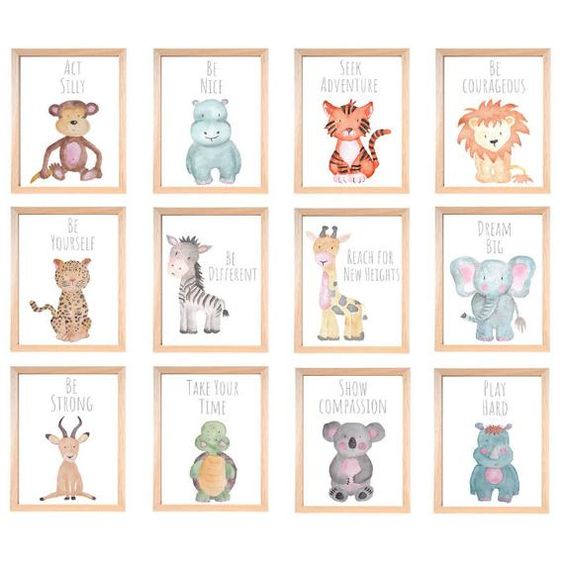 Act
Silly
Be
Nice
Seek
Adventure
Be
Courageous
Be
Yourself
Be
Different
Reach for
New Heights
Dream
Big
Be
Strong
Take Your
Time
Show
Compassion
Play
Hard